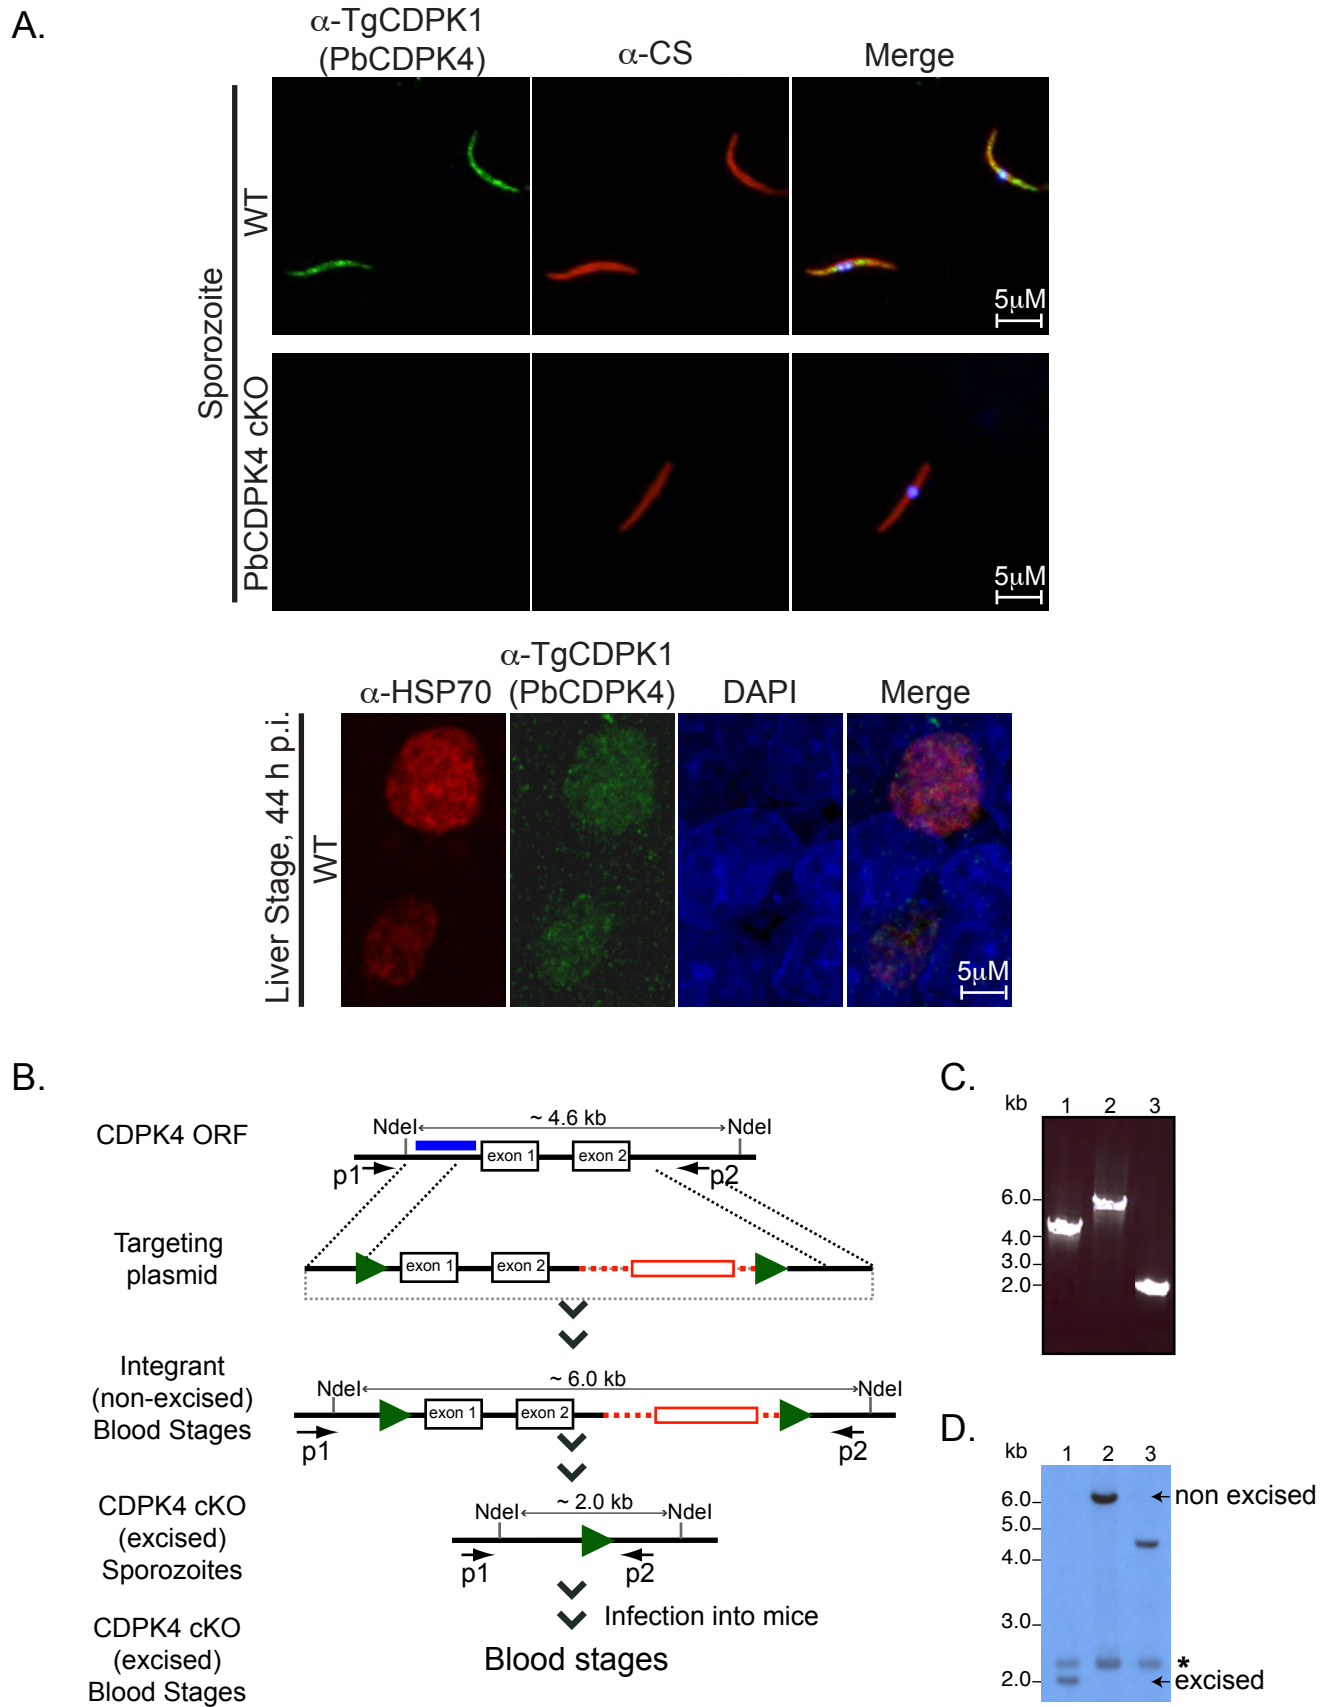 A.
α-TgCDPK1
(PbCDPK4)
α-CS
Merge
Sporozoite
WT
5μM
PbCDPK4 cKO
5μM
α-HSP70
α-TgCDPK1
(PbCDPK4)
DAPI
Merge
Liver Stage, 44 h p.i.
WT
5μM
B.
CDPK4 ORF
NdeI
~ 4.6 kb
NdeI
exon 1
exon 2
p1
p2
Targeting
plasmid
exon 1
exon 2
Integrant
(non-excised)
Blood Stages
NdeI
~ 6.0 kb
NdeI
exon 1
exon 2
p1
p2
CDPK4 cKO
(excised)
Sporozoites
NdeI
~ 2.0 kb
NdeI
p1
p2
Infection into mice
CDPK4 cKO
(excised)
Blood Stages
Blood stages
C.
kb
1 2 3
6.0
4.0
3.0
2.0
D.
kb
1 2 3
6.0
5.0
4.0
3.0
2.0
non excised
*
excised